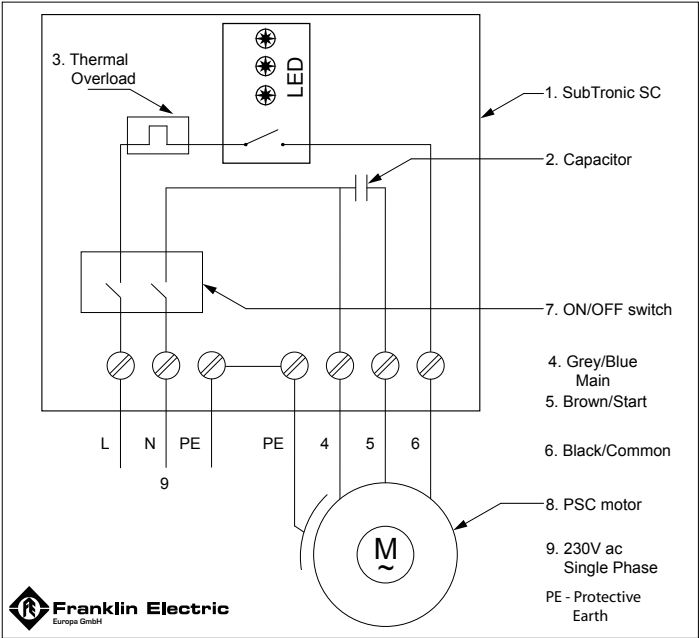 3. Thermal
Overload
LED
1. SubTronic SC
2. Capacitor
7. ON/OFF switch
4. Grey/Blue
Main
5. Brown/Start
L N PE PE 4 5 6
6. Black/Common
9
8. PSC motor
M
~
9. 230V ac
Single Phase
PE - Protective
Earth
Franklin Electric
Europa GmbH